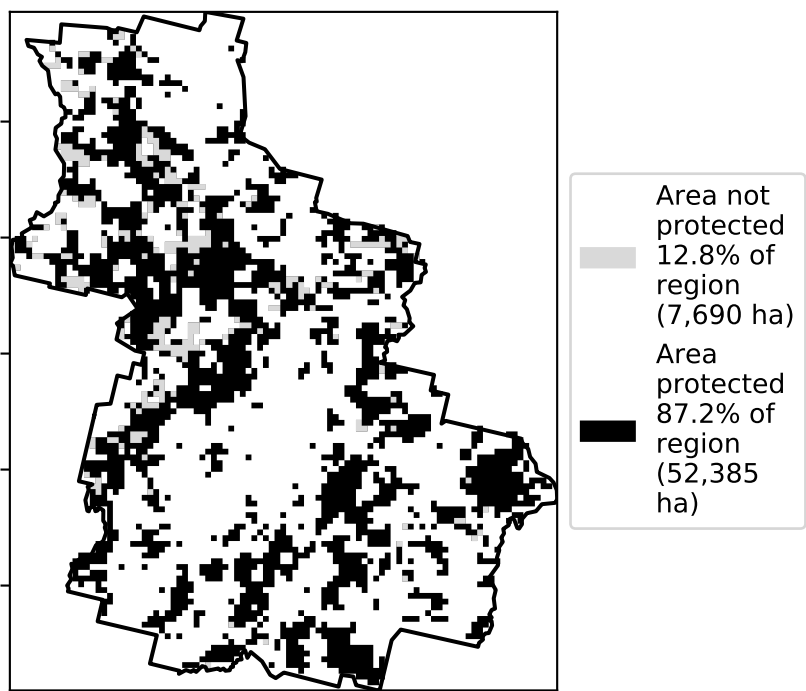 Area not
protected
12.8% of
region
(7,690 ha)
Area
protected
87.2% of
region
(52,385
ha)